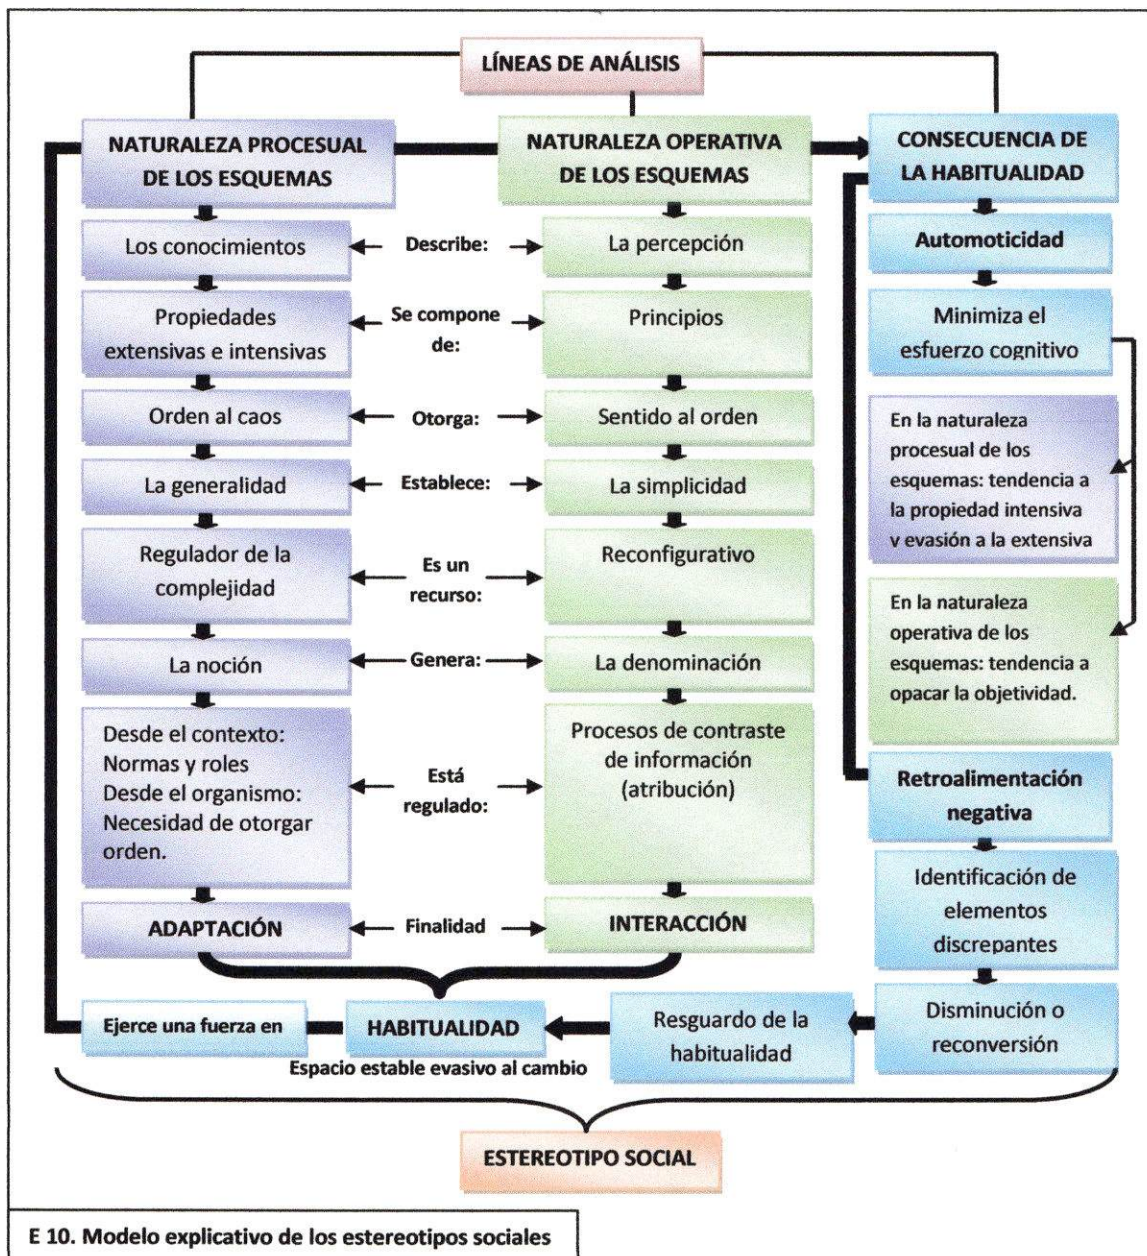 LÍNEAS DE ANÁLISIS
NATURALEZA PROCESUAL
DE LOS ESQUEMAS
NATURALEZA OPERATIVA
DE LOS ESQUEMAS
CONSECUENCIA DE
LA HABITUALIDAD
Los conocimientos
Describe:
La percepción
Propiedades
extensivas e intensivas
Se compone
de:
Principios
Orden al caos
Otorga:
Sentido al orden
La generalidad
Establece:
La simplicidad
Regulador de la
complejidad
Es un
recurso:
Reconfigurativo
La noción
Genera:
La denominación
Desde el contexto:
Normas y roles
Desde el organismo:
Necesidad de otorgar
orden.
Está
regulado:
Procesos de contraste
de información
(atribución)
ADAPTACIÓN
Finalidad
INTERACCIÓN
Automoticidad
Minimiza el
esfuerzo cognitivo
En la naturaleza
procesual de los
esquemas: tendencia a
la propiedad intensiva
y evasión a la extensiva
En la naturaleza
operativa de los
esquemas: tendencia a
opacar la objetividad.
Retroalimentación
negativa
Identificación de
elementos
discrepantes
Disminución o
reconversión
Resguardo de la
habitualidad
HABITUALIDAD
Espacio estable evasivo al cambio
Ejerce una fuerza en
ESTEREOTIPO SOCIAL
E 10. Modelo explicativo de los estereotipos sociales